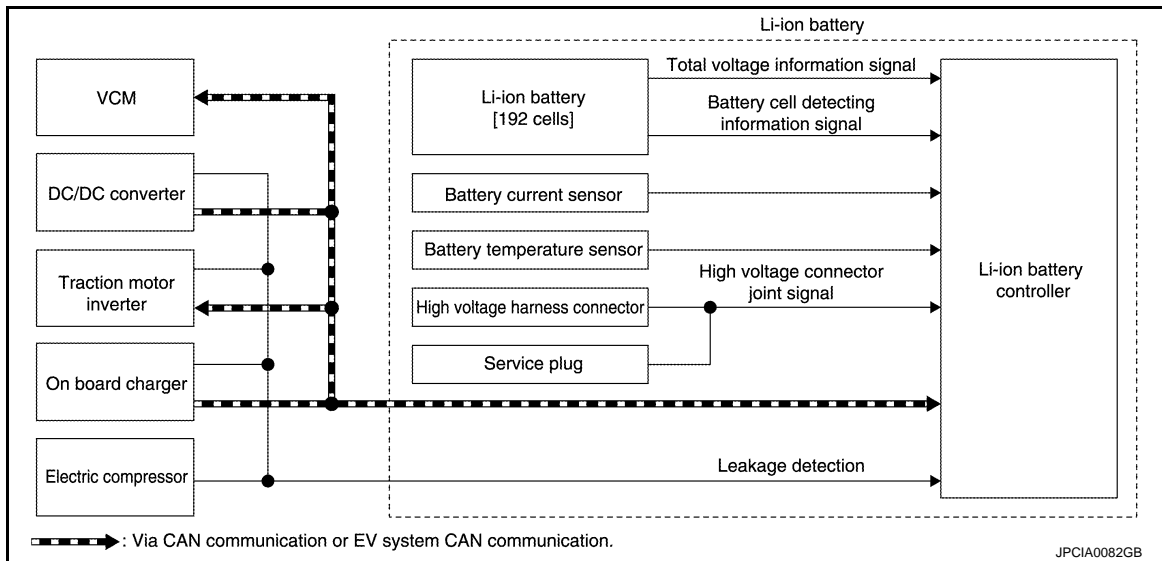 Li-ion battery
VCM
DC/DC converter
Traction motor
inverter
On board charger
Electric compressor
Li-ion battery
[192 cells]
Battery current sensor
Battery temperature sensor
High voltage harness connector
Service plug
Total voltage information signal
Battery cell detecting
information signal
High voltage connector
joint signal
Leakage detection
Li-ion battery
controller
: Via CAN communication or EV system CAN communication.
JPCIA0082GB